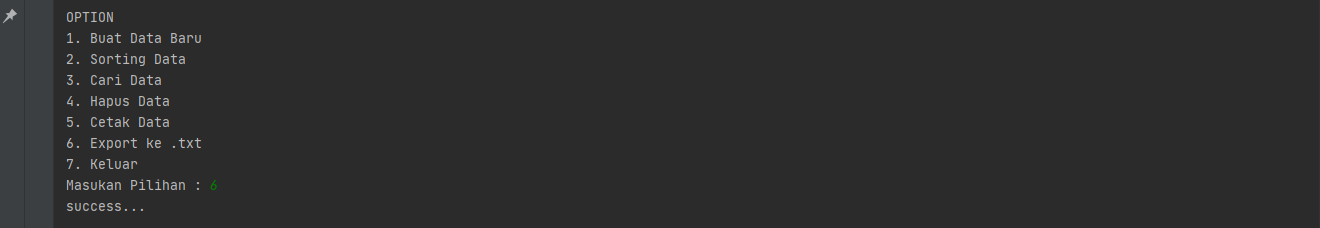 OPTION
1. Buat Data Baru
2. Sorting Data
3. Cari Data
4. Hapus Data
5. Cetak Data
6. Export ke .txt
7. Keluar
Masukan Pilihan : 6
success...